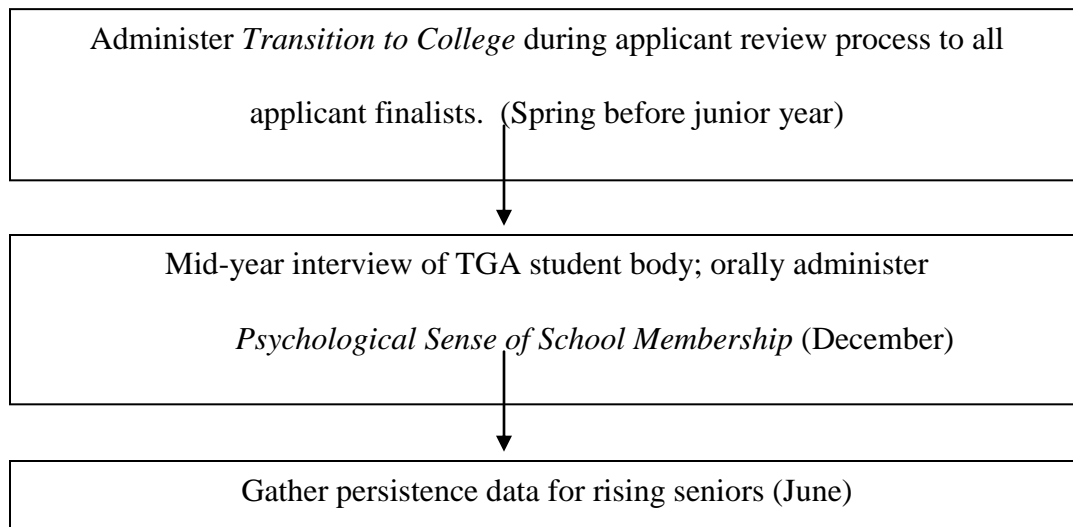 Administer Transition to College during applicant review process to all
applicant finalists.  (Spring before junior year)
Mid-year interview of TGA student body; orally administer
Psychological Sense of School Membership (December)
Gather persistence data for rising seniors (June)